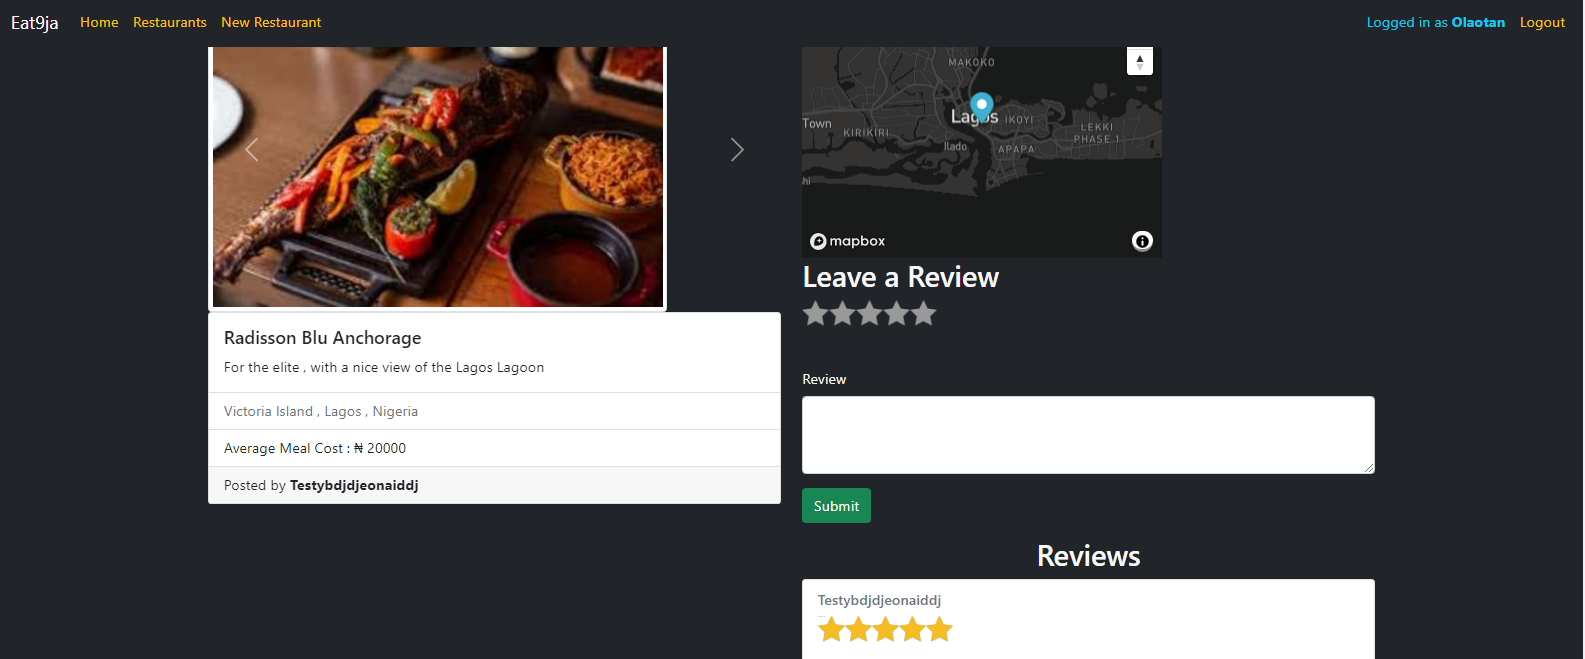 Eat9ja Home Restaurants New Restaurant Logged in as Olaotan Logout
MAKOKO
Lagos
IKOYI
Town
KIRIKIRI
LEKKI
PHASE 1
Ilado
APAPA
hi
mapbox
Leave a Review
Radisson Blu Anchorage
For the elite , with a nice view of the Lagos Lagoon
Victoria Island , Lagos , Nigeria
Average Meal Cost : ₦ 20000
Posted by Testybdjdjeonaiddj
Review
Submit
Reviews
Testybdjdjeonaiddj